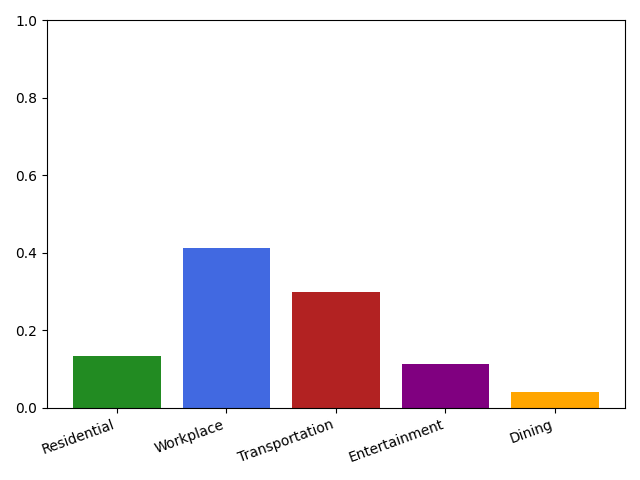 1.0
0.8
0.6
0.4
0.2
0.0
Residential
Workplace
Transportation
Entertainment
Dining